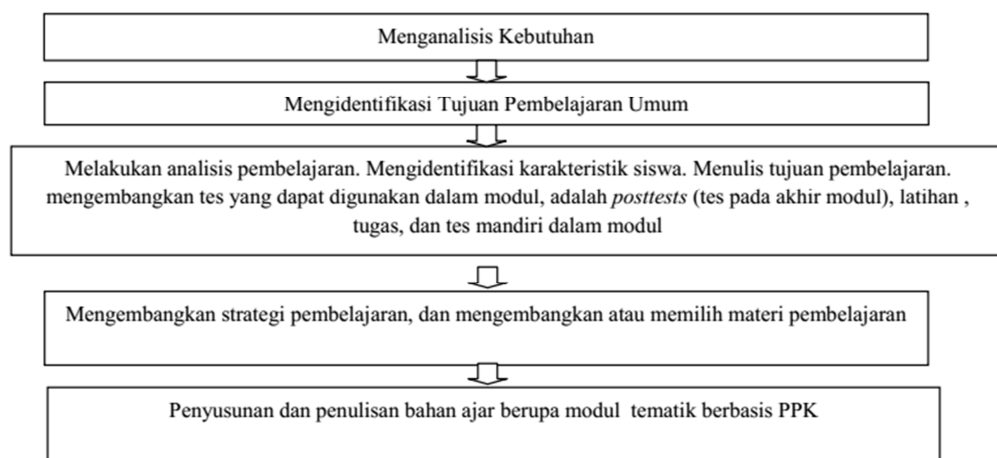 Menganalisis Kebutuhan
Mengidentifikasi Tujuan Pembelajaran Umum
Melakukan analisis pembelajaran. Mengidentifikasi karakteristik siswa. Menulis tujuan pembelajaran.
mengembangkan tes yang dapat digunakan dalam modul, adalah posttests (tes pada akhir modul), latihan ,
tugas, dan tes mandiri dalam modul
Mengembangkan strategi pembelajaran, dan mengembangkan atau memilih materi pembelajaran
Penyusunan dan penulisan bahan ajar berupa modul tematik berbasis PPK